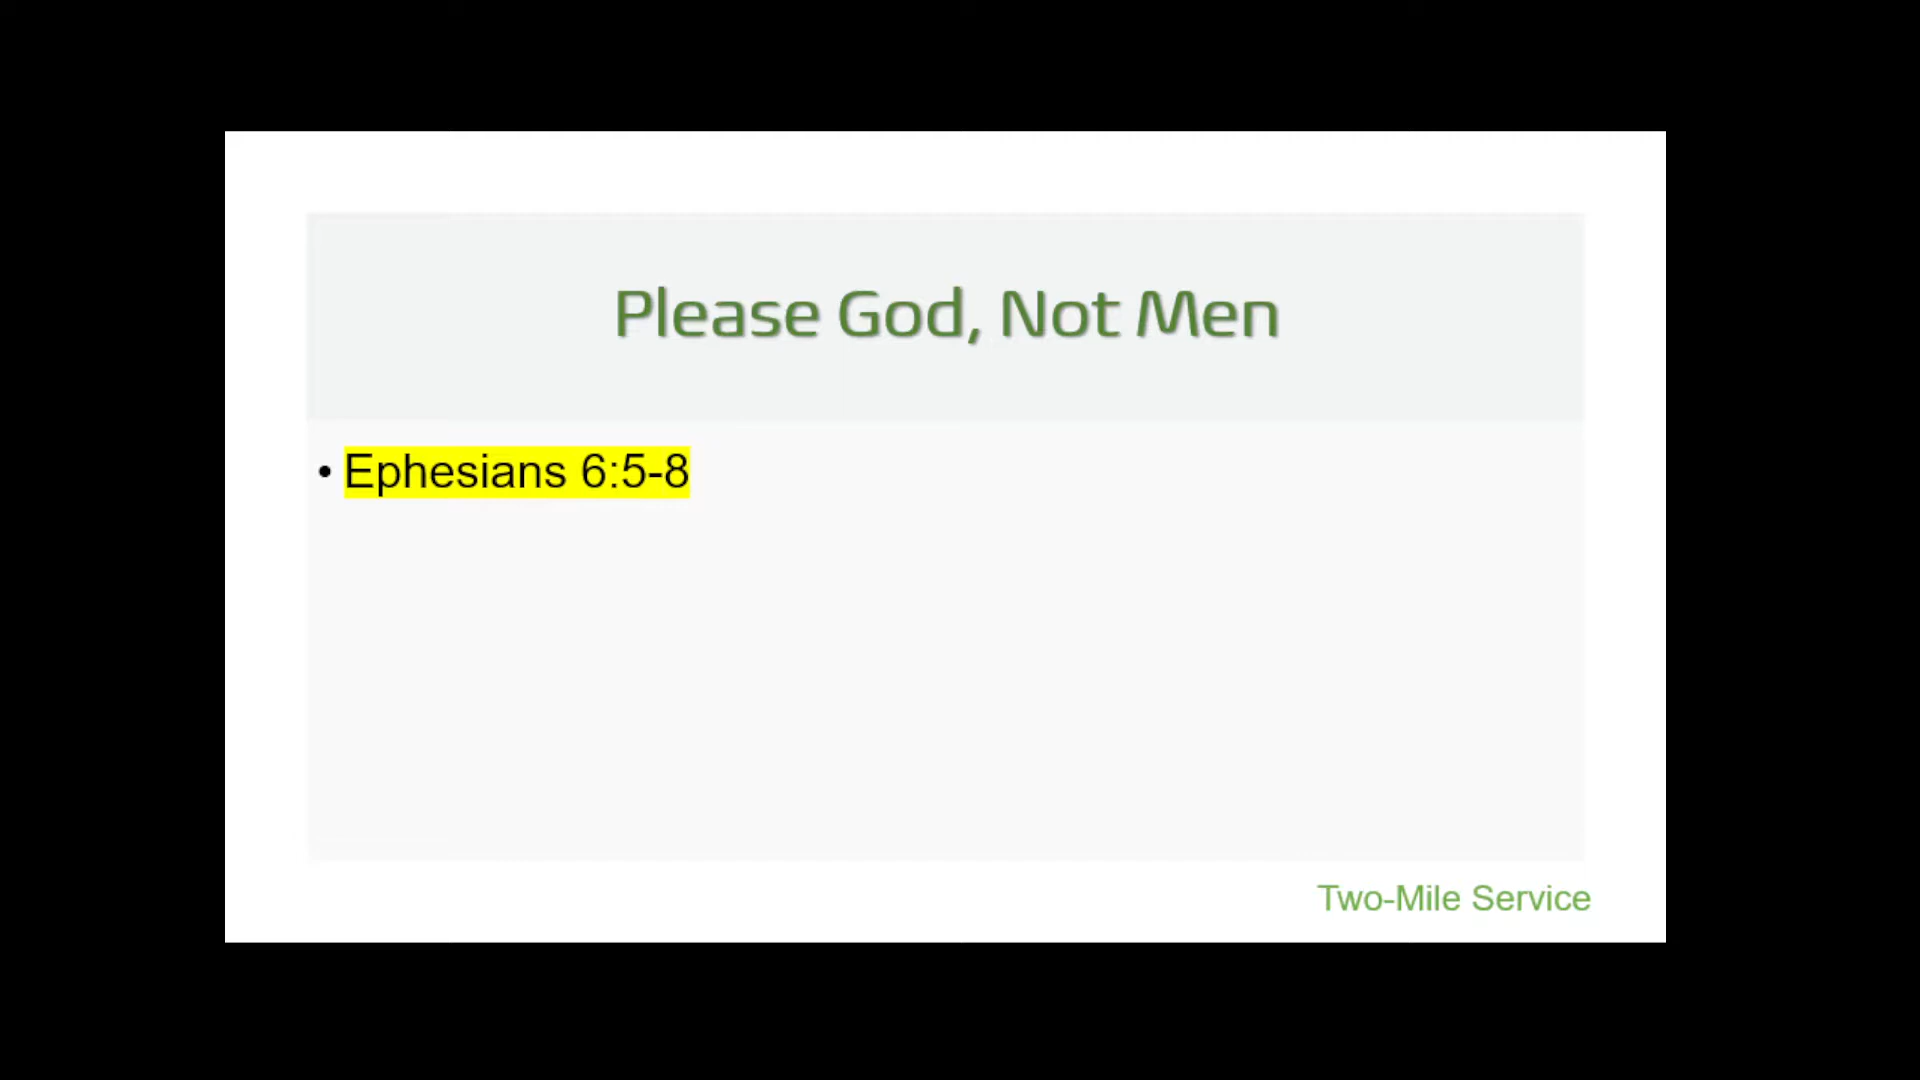 Please God, Not Men
• Ephesians 6:5-8
Two-Mile Service